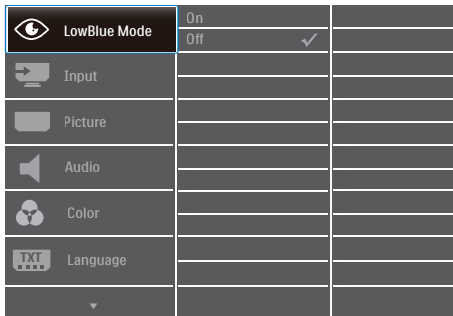 LowBlue Mode
On
Off
Input
Picture
Audio
Color
TXT
Language